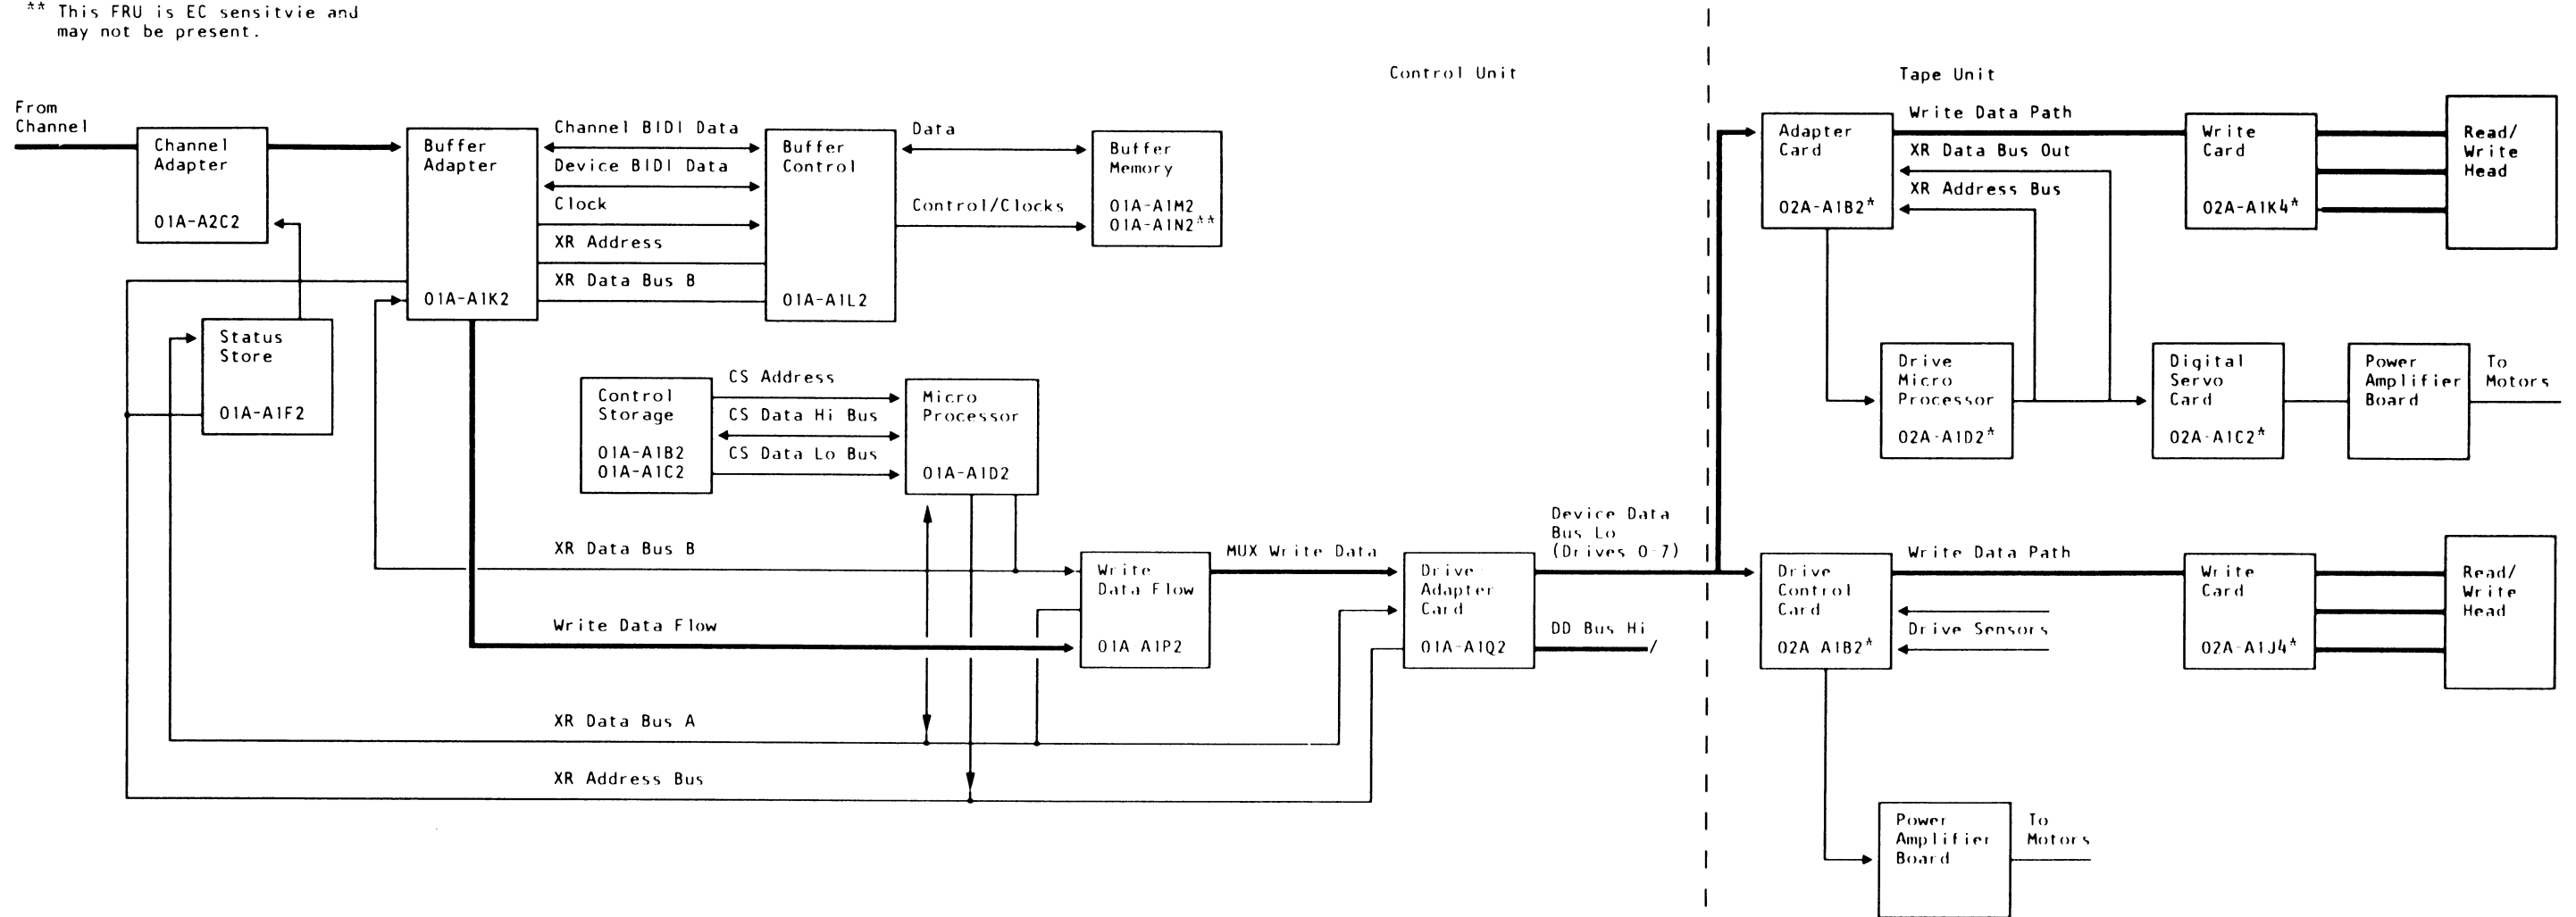 ** This FRU is EC sensitvie and
may not be present.
Control Unit
Tape Unit
From
Channel
Channel
Adapter
01A-A2C2
Buffer
Adapter
01A-A1K2
Channel BIDI Data
Device BIDI Data
Clock
XR Address
XR Data Bus B
Buffer
Control
01A-A1L2
Data
Control/Clocks
Buffer
Memory
01A-A1M2
01A-A1N2**
Adapter
Card
02A-A1B2*
Write Data Path
XR Data Bus Out
XR Address Bus
Write
Card
02A-A1K4*
Read/
Write
Head
Status
Store
01A-A1F2
Control
Storage
01A-A1B2
01A-A1C2
CS Address
CS Data Hi Bus
CS Data Lo Bus
Micro
Processor
01A-A1D2
Drive
Micro
Processor
02A-A1D2*
Digital
Servo
Card
02A-A1C2*
Power
Amplifier
Board
To
Motors
XR Data Bus B
Write Data Flow
Write
Data Flow
01A A1P2
MUX Write Data
Drive
Adapter
Card
01A-A1Q2
Device Data
Bus Lo
(Drives 0-7)
DD Bus Hi
Drive
Control
Card
02A A1B2*
Write Data Path
Drive Sensors
Write
Card
02A-A1J4*
Read/
Write
Head
XR Data Bus A
XR Address Bus
Power
Amplifier
Board
To
Motors